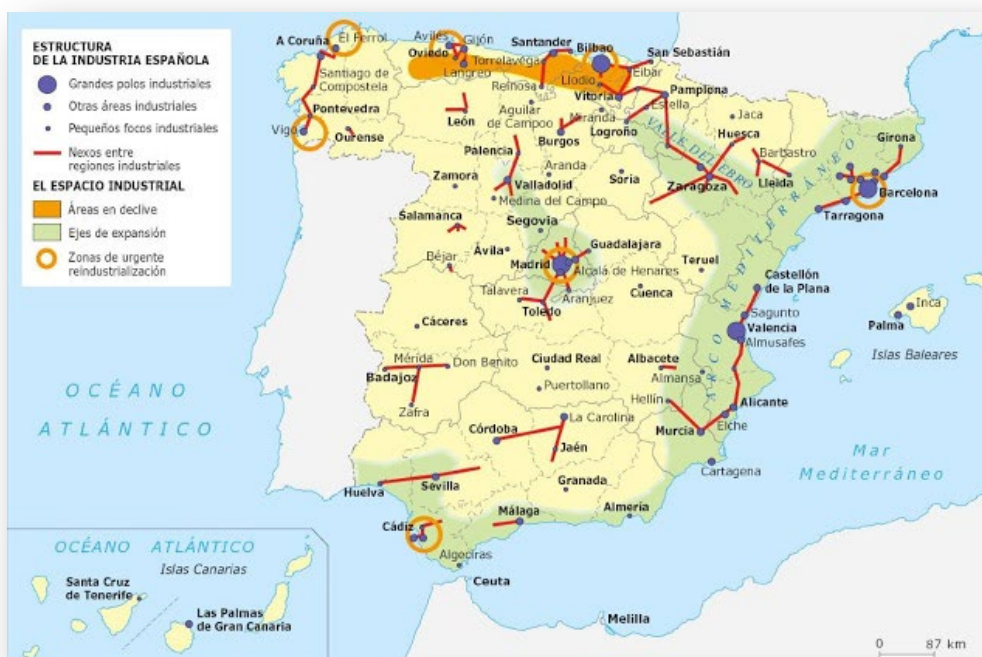 ESTRUCTURA
DE LA INDUSTRIA ESPAÑOLA
Grandes polos industriales
Otras áreas industriales
Pequeños focos industriales
Nexos entre
regiones industriales
EL ESPACIO INDUSTRIAL
Áreas en declive
Ejes de expansión
Zonas de urgente
reindustrialización
A Coruña
El Ferrol
Avilés
Gijón
Oviedo
Torrelavega
Langreo
Santander
Bilbao
San Sebastián
Eibar
Llodio
Santiago de
Compostela
Reinosa
Vitoria
Pamplona
Estella
Pontevedra
León
Aguilar
de Campoo
Miranda
Jaca
Vigo
Ourense
Burgos
Logroño
VALLE DEL EBRO
Huesca
Girona
Palencia
Barbastro
Aranda
Zamora
Valladolid
Soria
Zaragoza
Lleida
Barcelona
Medina del Campo
Tarragona
Salamanca
Segovia
Ávila
Guadalajara
Madrid
Alcalá de Henares
Teruel
Béjar
Talavera
Aranjuez
Cuenca
Castellón
de la Plana
Toledo
ARCO MEDITERRÁNEO
Inca
Cáceres
Sagunto
Valencia
Palma
Almusafes
Islas Baleares
Mérida
Don Benito
Ciudad Real
Albacete
Badajoz
Puertollano
Almansa
OCÉANO
ATLÁNTICO
Zafra
Hellín
Alicante
La Carolina
Elche
Córdoba
Murcia
Jaén
Mar
Mediterráneo
Cartagena
Huelva
Sevilla
Granada
Málaga
Almería
Cádiz
Algeciras
Ceuta
Melilla
OCÉANO ATLÁNTICO
Islas Canarias
Santa Cruz
de Tenerife
Las Palmas
de Gran Canaria
0 87 km